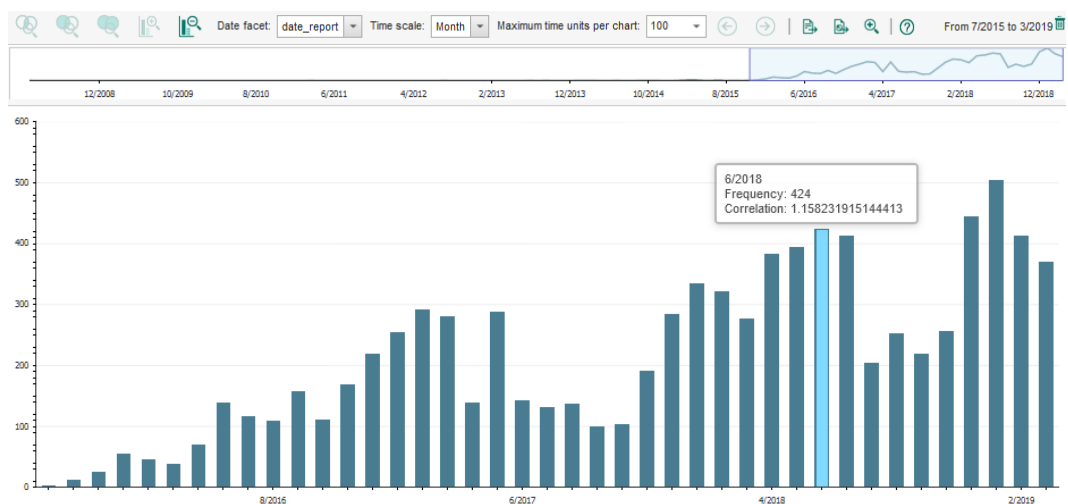 Date facet: date_report Time scale: Month Maximum time units per chart: 100 From 7/2015 to 3/2019
12/2008 10/2009 8/2010 6/2011 4/2012 2/2013 12/2013 10/2014 8/2015 6/2016 4/2017 2/2018 12/2018
600
500
6/2018
Frequency: 424
Correlation: 1.158231915144413
400
300
200
100
0
8/2016 6/2017 4/2018 2/2019